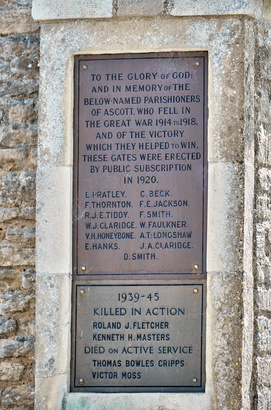 TO THE GLORY OF GOD:
AND IN MEMORY OF THE
BELOW-NAMED PARISHIONERS
OF ASCOTT, WHO FELL IN
THE GREAT WAR 1914 TO 1918,
AND OF THE VICTORY
WHICH THEY HELPED TO WIN,
THESE GATES WERE ERECTED
BY PUBLIC SUBSCRIPTION
IN 1920.
E. PRATLEY. C. BECK.
F. THORNTON. F. E. JACKSON.
R. J. E. TIDDY. F. SMITH.
W. J. CLARIDGE. W. FAULKNER.
V. H. HONEYBONE. A. T. LONGSHAW
E. HANKS. J. A. CLARIDGE.
D. SMITH.
1939-45
KILLED IN ACTION
ROLAND J. FLETCHER
KENNETH H. MASTERS
DIED ON ACTIVE SERVICE
THOMAS BOWLES CRIPPS
VICTOR MOSS